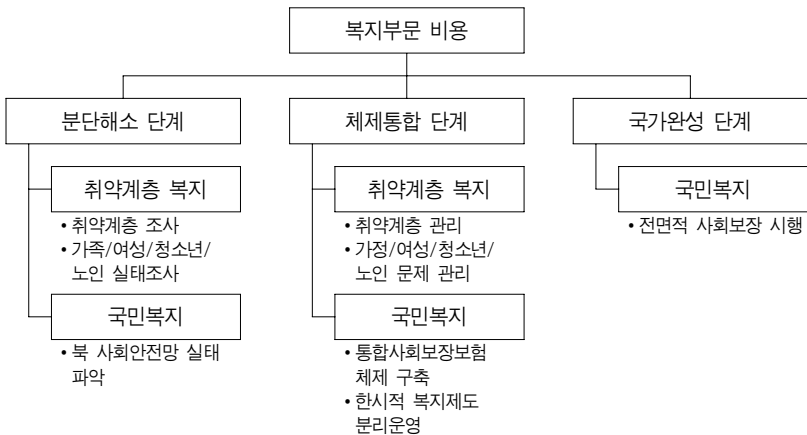 복지부문 비용
분단해소 단계
취약계층 복지
• 취약계층 조사
• 가족/여성/청소년/
노인 실태조사
국민복지
• 북 사회안전망 실태
파악
체제통합 단계
취약계층 복지
• 취약계층 관리
• 가정/여성/청소년/
노인 문제 관리
국민복지
• 통합사회보장보험
체제 구축
• 한시적 복지제도
분리운영
국가완성 단계
국민복지
• 전면적 사회보장 시행